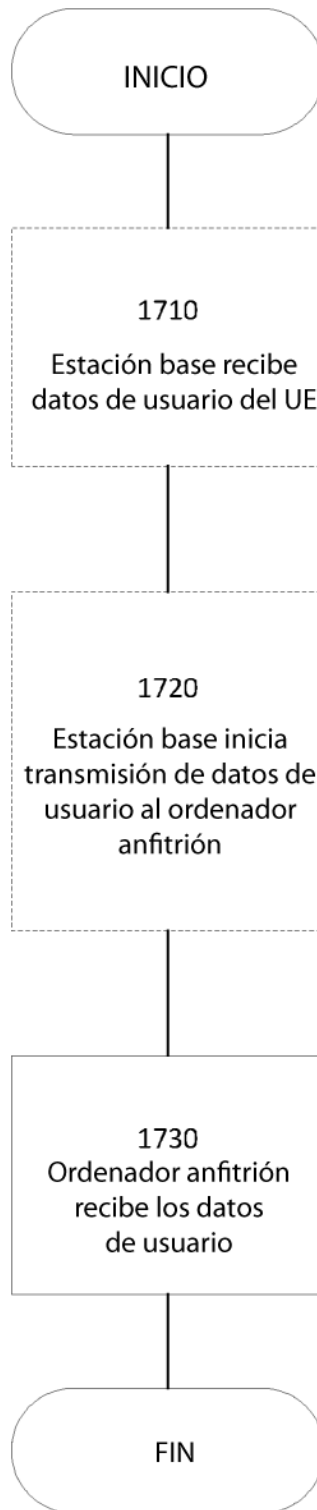 INICIO
1710
Estación base recibe
datos de usuario del UE
1720
Estación base inicia
transmisión de datos de
usuario al ordenador
anfitrión
1730
Ordenador anfitrión
recibe los datos
de usuario
FIN